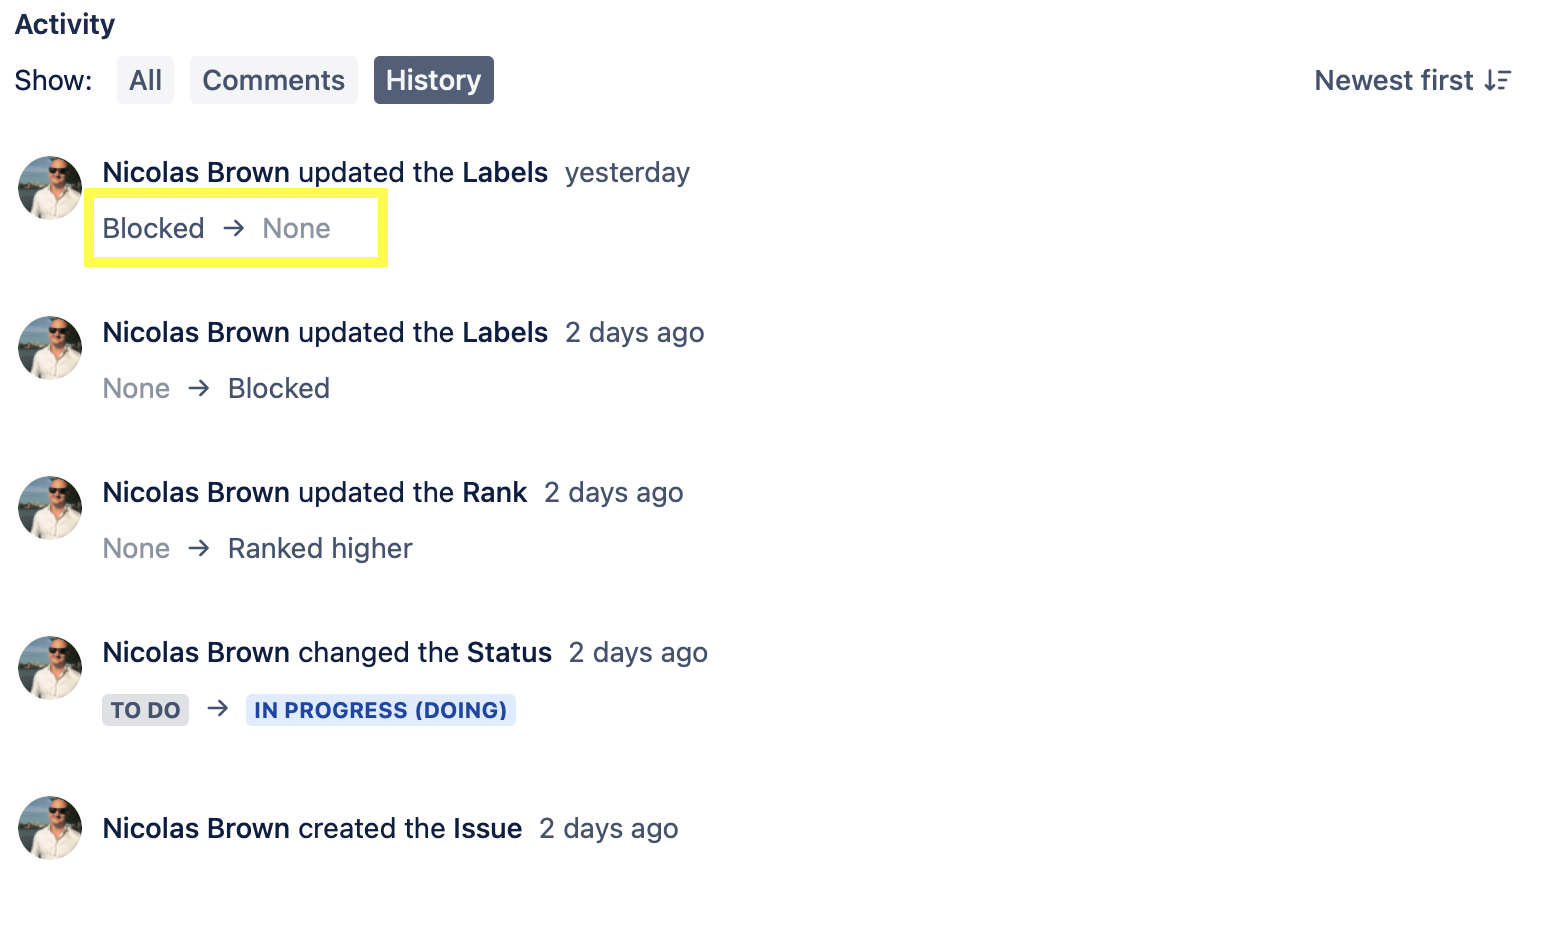 Activity
Show: All Comments History Newest first
Nicolas Brown updated the Labels yesterday
Blocked → None
Nicolas Brown updated the Labels 2 days ago
None → Blocked
Nicolas Brown updated the Rank 2 days ago
None → Ranked higher
Nicolas Brown changed the Status 2 days ago
TO DO → IN PROGRESS (DOING)
Nicolas Brown created the Issue 2 days ago